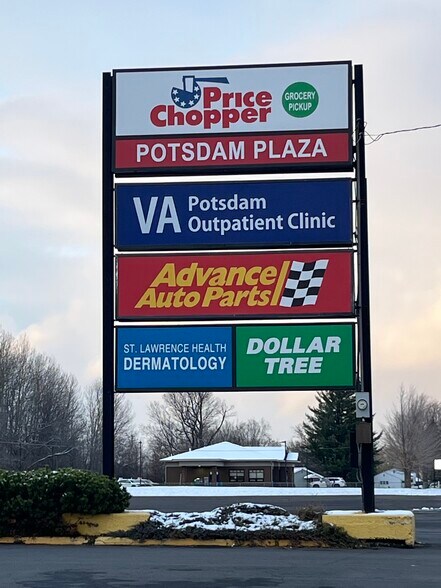 Price
Chopper
GROCERY
PICKUP
POTSDAM PLAZA
VA Potsdam
Outpatient Clinic
Advance
Auto Parts
ST. LAWRENCE HEALTH
DERMATOLOGY
DOLLAR
TREE